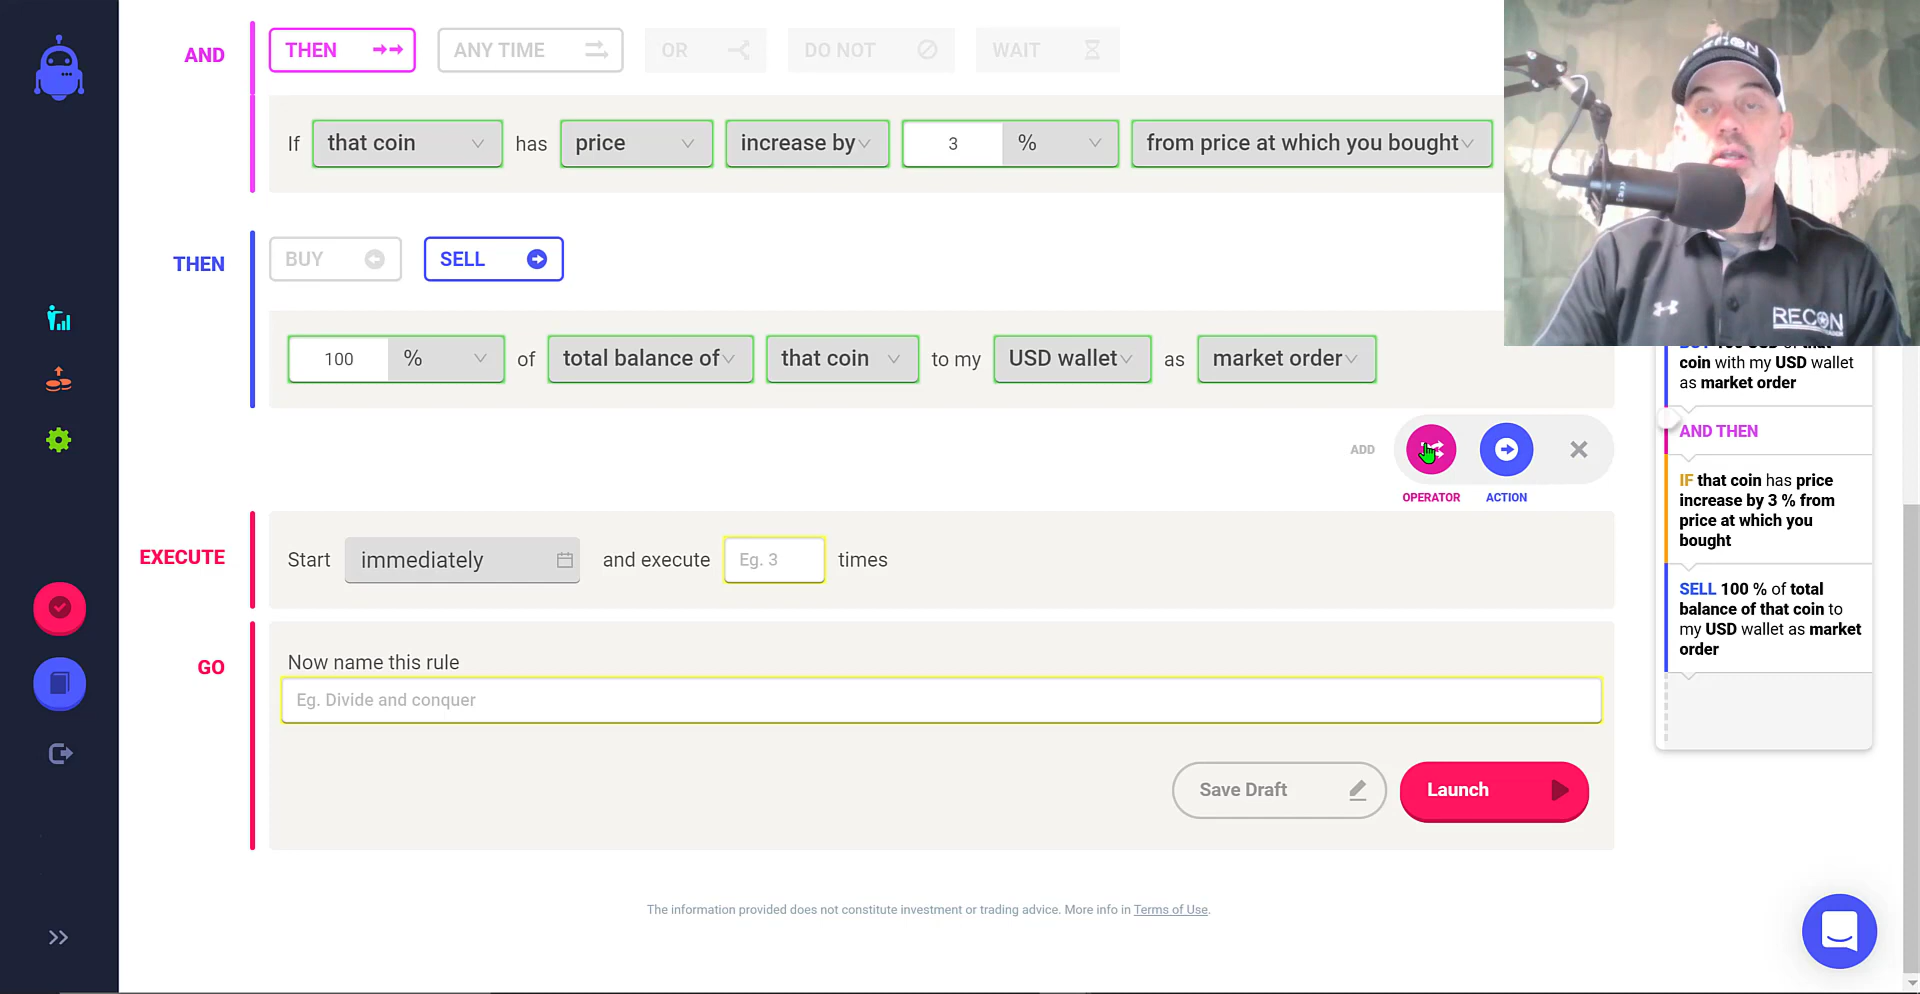 AND
THEN
ANY TIME
OR
DO NOT
WAIT
If that coin has price increase by 3 % from price at which you bought
THEN
BUY
SELL
100 % of total balance of that coin to my USD wallet as market order
ADD
OPERATOR
ACTION
EXECUTE
Start immediately and execute Eg. 3 times
GO
Now name this rule
Eg. Divide and conquer
Save Draft
Launch
The information provided does not constitute investment or trading advice. More info in Terms of Use.
RECON
RECON
coin with my USD wallet
as market order
AND THEN
IF that coin has price
increase by 3 % from
price at which you
bought
SELL 100 % of total
balance of that coin to
my USD wallet as market
order